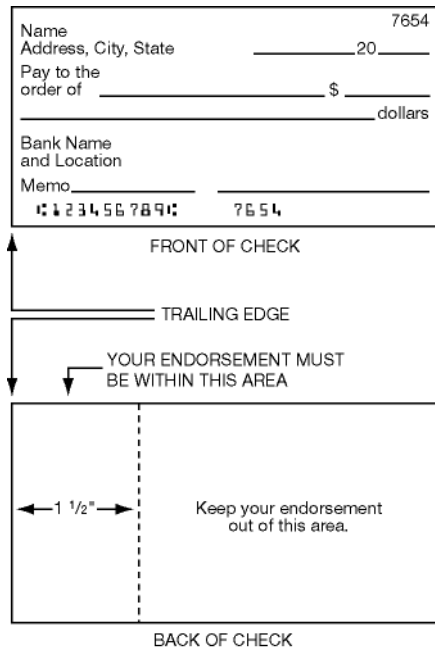 7654
Name
Address, City, State 20
Pay to the
order of $
dollars
Bank Name
and Location
Memo
⑆123456789⑆ 7654
FRONT OF CHECK
TRAILING EDGE
YOUR ENDORSEMENT MUST
BE WITHIN THIS AREA
1 1/2"
Keep your endorsement
out of this area.
BACK OF CHECK